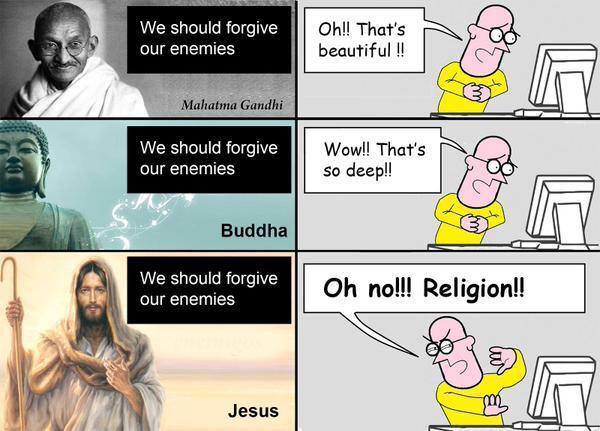 We should forgive
our enemies
Mahatma Gandhi
Oh!! That's
beautiful !!
We should forgive
our enemies
Buddha
Wow!! That's
so deep!!
We should forgive
our enemies
Jesus
Oh no!!! Religion!!